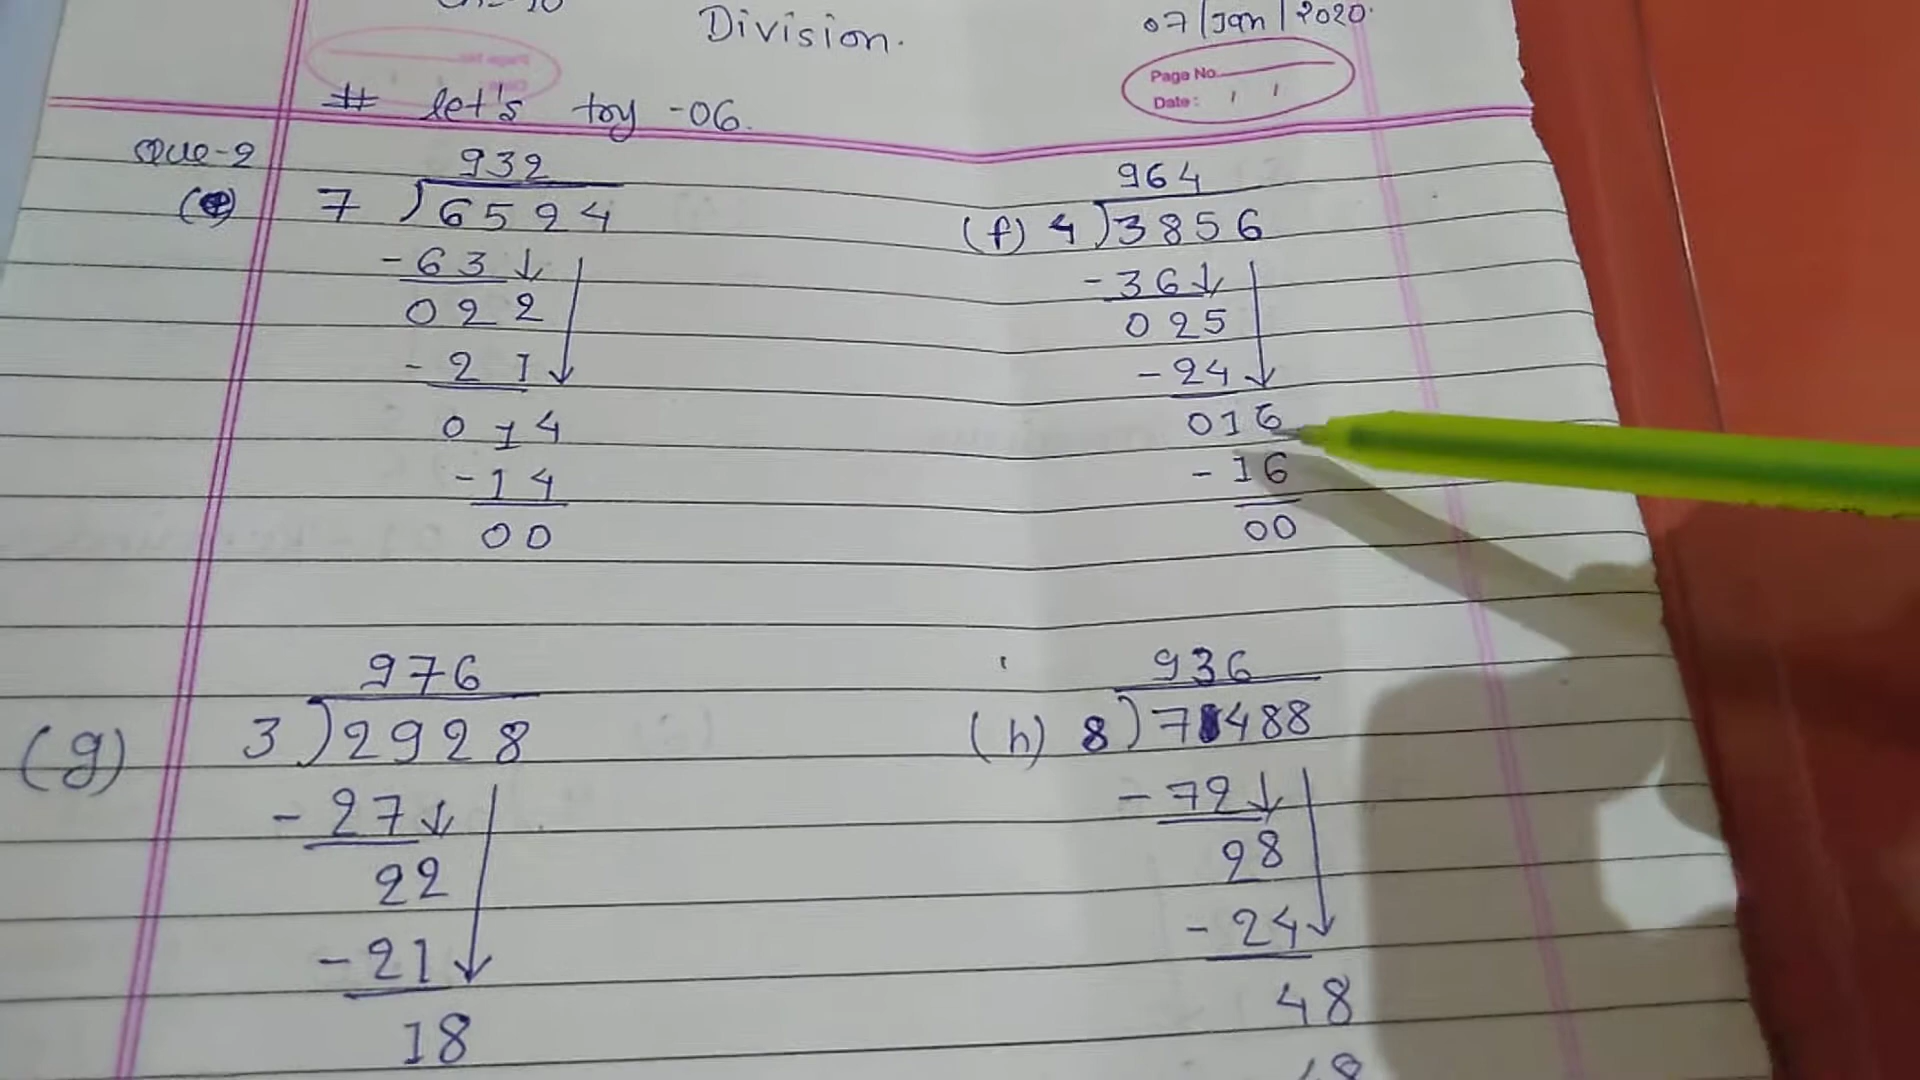 Division.
07/Jan/2020.
Page No.
Date:
# let's try -06.
Que-2
(e) 7)6524
932
-63↓
022
-21↓
014
-14
00
(f) 4)3856
964
-36↓
025
-24↓
016
-16
00
(g) 3)2928
976
-27↓
22
-21↓
18
(h) 8)7488
936
-72↓
28
-24↓
48